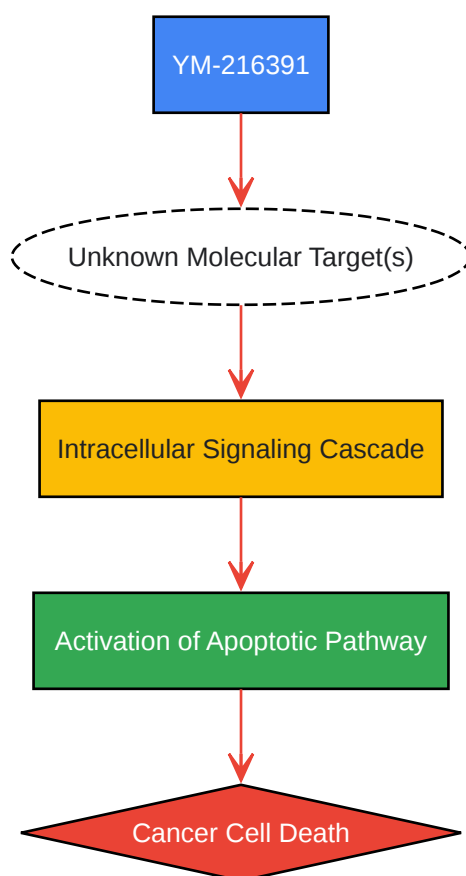 YM-216391
Unknown Molecular Target(s)
Intracellular Signaling Cascade
Activation of Apoptotic Pathway
Cancer Cell Death